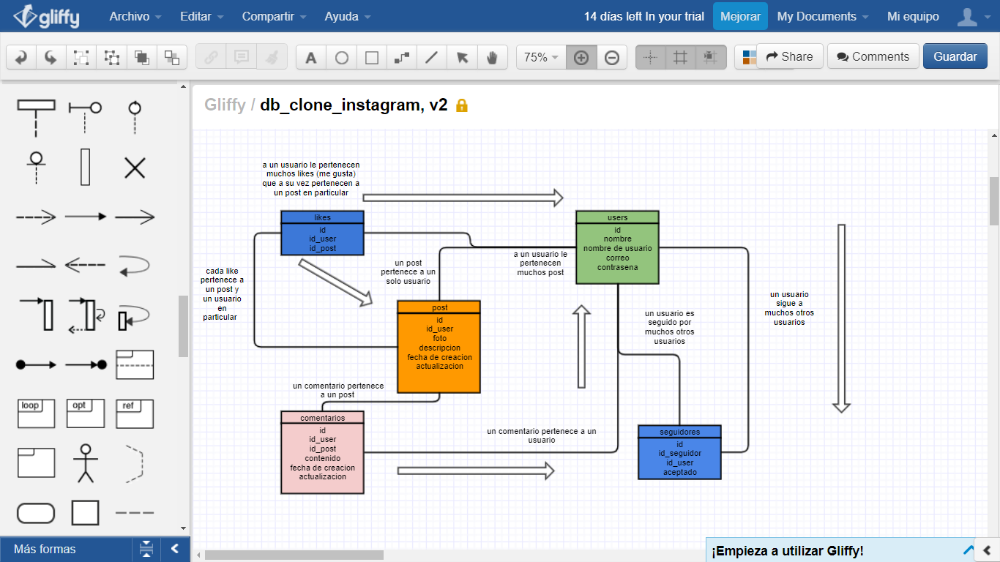 gliffy
Archivo
Editar
Compartir
Ayuda
14 días left In your trial
Mejorar
My Documents
Mi equipo
A
75%
Share
Comments
Guardar
Gliffy / db_clone_instagram, v2
a un usuario le pertenecen
muchos likes (me gusta)
que a su vez pertenecen a
un post en particular
likes
id
id_user
id_post
users
id
nombre
nombre de usuario
correo
contrasena
a un usuario le
pertenecen
muchos post
un post
pertenece a un
solo usuario
cada like
pertenece a
un post y
un usuario
en
particular
post
id
id_user
foto
descripcion
fecha de creacion
actualizacion
un usuario es
seguido por
muchos otros
usuarios
un usuario
sigue a
muchos otros
usuarios
un comentario pertenece
a un post
comentarios
id
id_user
id_post
contenido
fecha de creacion
actualizacion
un comentario pertenece a un
usuario
seguidores
id
id_seguidor
id_user
aceptado
loop
opt
ref
Más formas
¡Empieza a utilizar Gliffy!